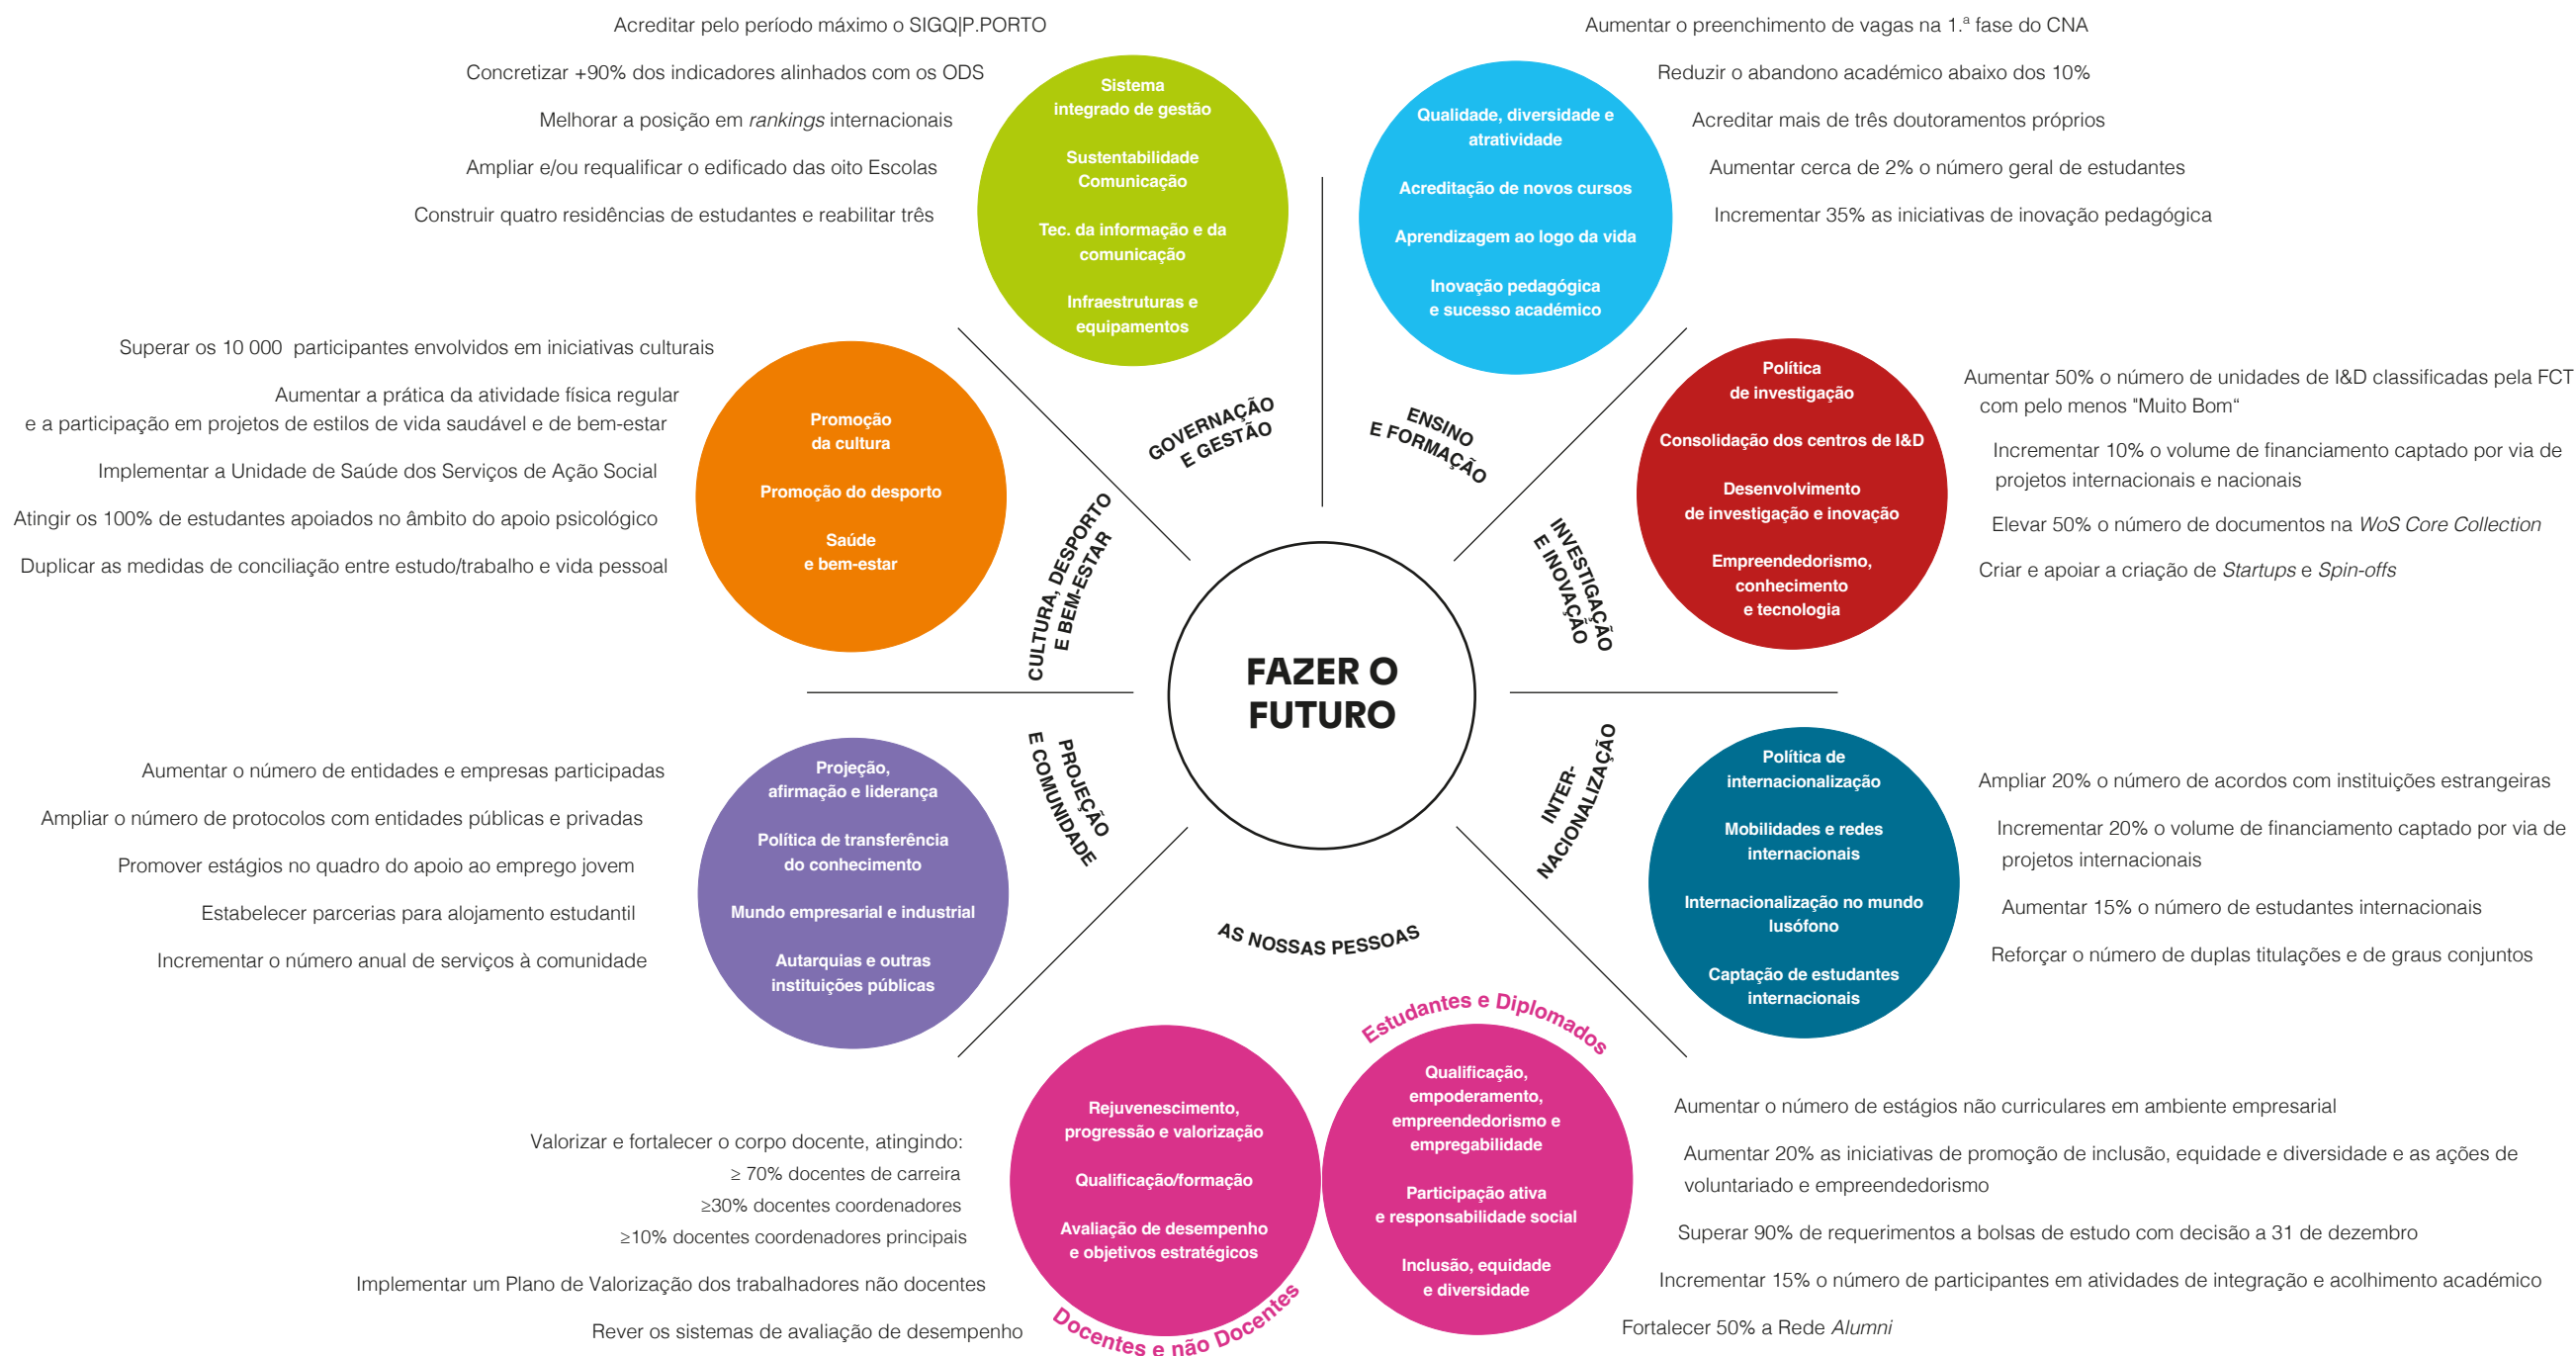 Acreditar pelo período máximo o SIGQ|P.PORTO
Concretizar +90% dos indicadores alinhados com os ODS
Melhorar a posição em rankings internacionais
Ampliar e/ou requalificar o edificado das oito Escolas
Construir quatro residências de estudantes e reabilitar três
Sistema
integrado de gestão
Sustentabilidade
Comunicação
Tec. da informação e da
comunicação
Infraestruturas e
equipamentos
GOVERNAÇÃO
E GESTÃO
Aumentar o preenchimento de vagas na 1.ª fase do CNA
Reduzir o abandono académico abaixo dos 10%
Acreditar mais de três doutoramentos próprios
Aumentar cerca de 2% o número geral de estudantes
Incrementar 35% as iniciativas de inovação pedagógica
Qualidade, diversidade e
atratividade
Acreditação de novos cursos
Aprendizagem ao logo da vida
Inovação pedagógica
e sucesso académico
ENSINO
E FORMAÇÃO
Superar os 10 000 participantes envolvidos em iniciativas culturais
Aumentar a prática da atividade física regular
e a participação em projetos de estilos de vida saudável e de bem-estar
Implementar a Unidade de Saúde dos Serviços de Ação Social
Atingir os 100% de estudantes apoiados no âmbito do apoio psicológico
Duplicar as medidas de conciliação entre estudo/trabalho e vida pessoal
Promoção
da cultura
Promoção do desporto
Saúde
e bem-estar
CULTURA, DESPORTO
E BEM-ESTAR
Política
de investigação
Consolidação dos centros de I&D
Desenvolvimento
de investigação e inovação
Empreendedorismo,
conhecimento
e tecnologia
INVESTIGAÇÃO
E INOVAÇÃO
Aumentar 50% o número de unidades de I&D classificadas pela FCT
com pelo menos "Muito Bom“
Incrementar 10% o volume de financiamento captado por via de
projetos internacionais e nacionais
Elevar 50% o número de documentos na WoS Core Collection
Criar e apoiar a criação de Startups e Spin-offs
FAZER O
FUTURO
Aumentar o número de entidades e empresas participadas
Ampliar o número de protocolos com entidades públicas e privadas
Promover estágios no quadro do apoio ao emprego jovem
Estabelecer parcerias para alojamento estudantil
Incrementar o número anual de serviços à comunidade
Projeção,
afirmação e liderança
Política de transferência
do conhecimento
Mundo empresarial e industrial
Autarquias e outras
instituições públicas
PROJEÇÃO
E COMUNIDADE
INTER-
NACIONALIZAÇÃO
Política de
internacionalização
Mobilidades e redes
internacionais
Internacionalização no mundo
lusófono
Captação de estudantes
internacionais
Ampliar 20% o número de acordos com instituições estrangeiras
Incrementar 20% o volume de financiamento captado por via de
projetos internacionais
Aumentar 15% o número de estudantes internacionais
Reforçar o número de duplas titulações e de graus conjuntos
AS NOSSAS PESSOAS
Valorizar e fortalecer o corpo docente, atingindo:
≥ 70% docentes de carreira
≥30% docentes coordenadores
≥10% docentes coordenadores principais
Implementar um Plano de Valorização dos trabalhadores não docentes
Rever os sistemas de avaliação de desempenho
Rejuvenescimento,
progressão e valorização
Qualificação/formação
Avaliação de desempenho
e objetivos estratégicos
Docentes e não Docentes
Estudantes e Diplomados
Qualificação,
empoderamento,
empreendedorismo e
empregabilidade
Participação ativa
e responsabilidade social
Inclusão, equidade
e diversidade
Aumentar o número de estágios não curriculares em ambiente empresarial
Aumentar 20% as iniciativas de promoção de inclusão, equidade e diversidade e as ações de
voluntariado e empreendedorismo
Superar 90% de requerimentos a bolsas de estudo com decisão a 31 de dezembro
Incrementar 15% o número de participantes em atividades de integração e acolhimento académico
Fortalecer 50% a Rede Alumni